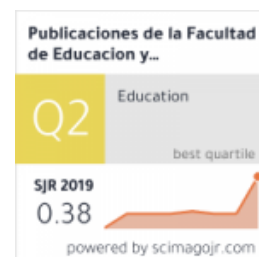 Publicaciones de la Facultad
de Educacion y...
Q2
Education
best quartile
SJR 2019
0.38
powered by scimagojr.com